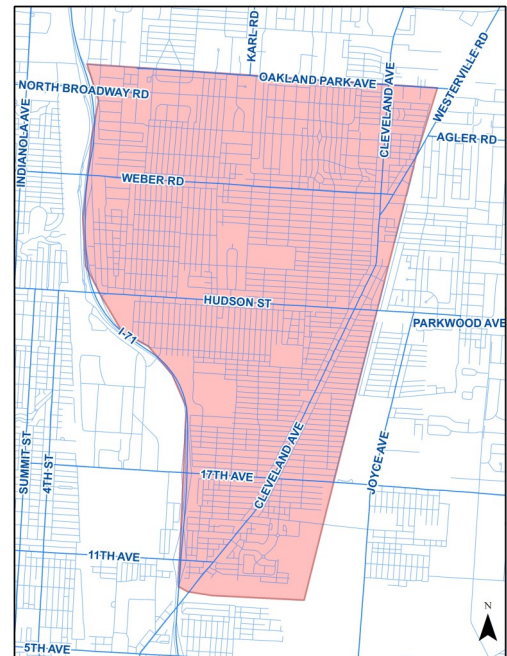 KARL RD
OAKLAND PARK AVE
NORTH BROADWAY RD
CLEVELAND AVE
WESTERVILLE RD
INDIANOLA AVE
AGLER RD
WEBER RD
HUDSON ST
PARKWOOD AVE
I-71
SUMMIT ST
4TH ST
17TH AVE
CLEVELAND AVE
JOYCE AVE
11TH AVE
N
5TH AVE